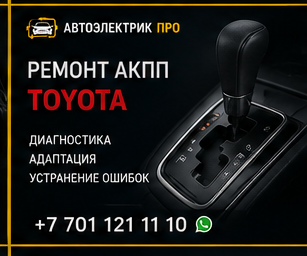 АВТОЭЛЕКТРИК ПРО
РЕМОНТ АКПП
TOYOTA
ДИАГНОСТИКА
АДАПТАЦИЯ
УСТРАНЕНИЕ ОШИБОК
+7 701 121 11 10